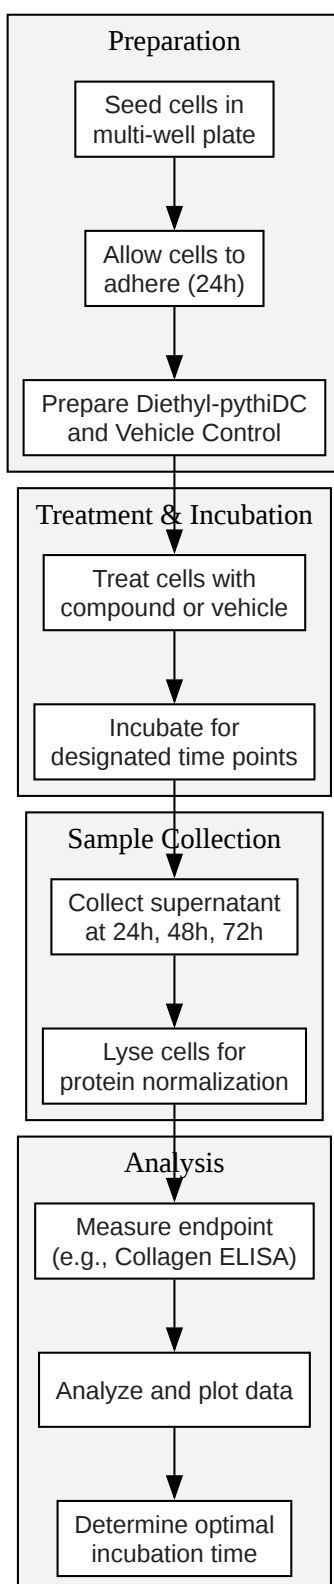 Preparation
Seed cells in
multi-well plate
Allow cells to
adhere (24h)
Prepare Diethyl-pythiDC
and Vehicle Control
Treatment & Incubation
Treat cells with
compound or vehicle
Incubate for
designated time points
Sample Collection
Collect supernatant
at 24h, 48h, 72h
Lyse cells for
protein normalization
Analysis
Measure endpoint
(e.g., Collagen ELISA)
Analyze and plot data
Determine optimal
incubation time